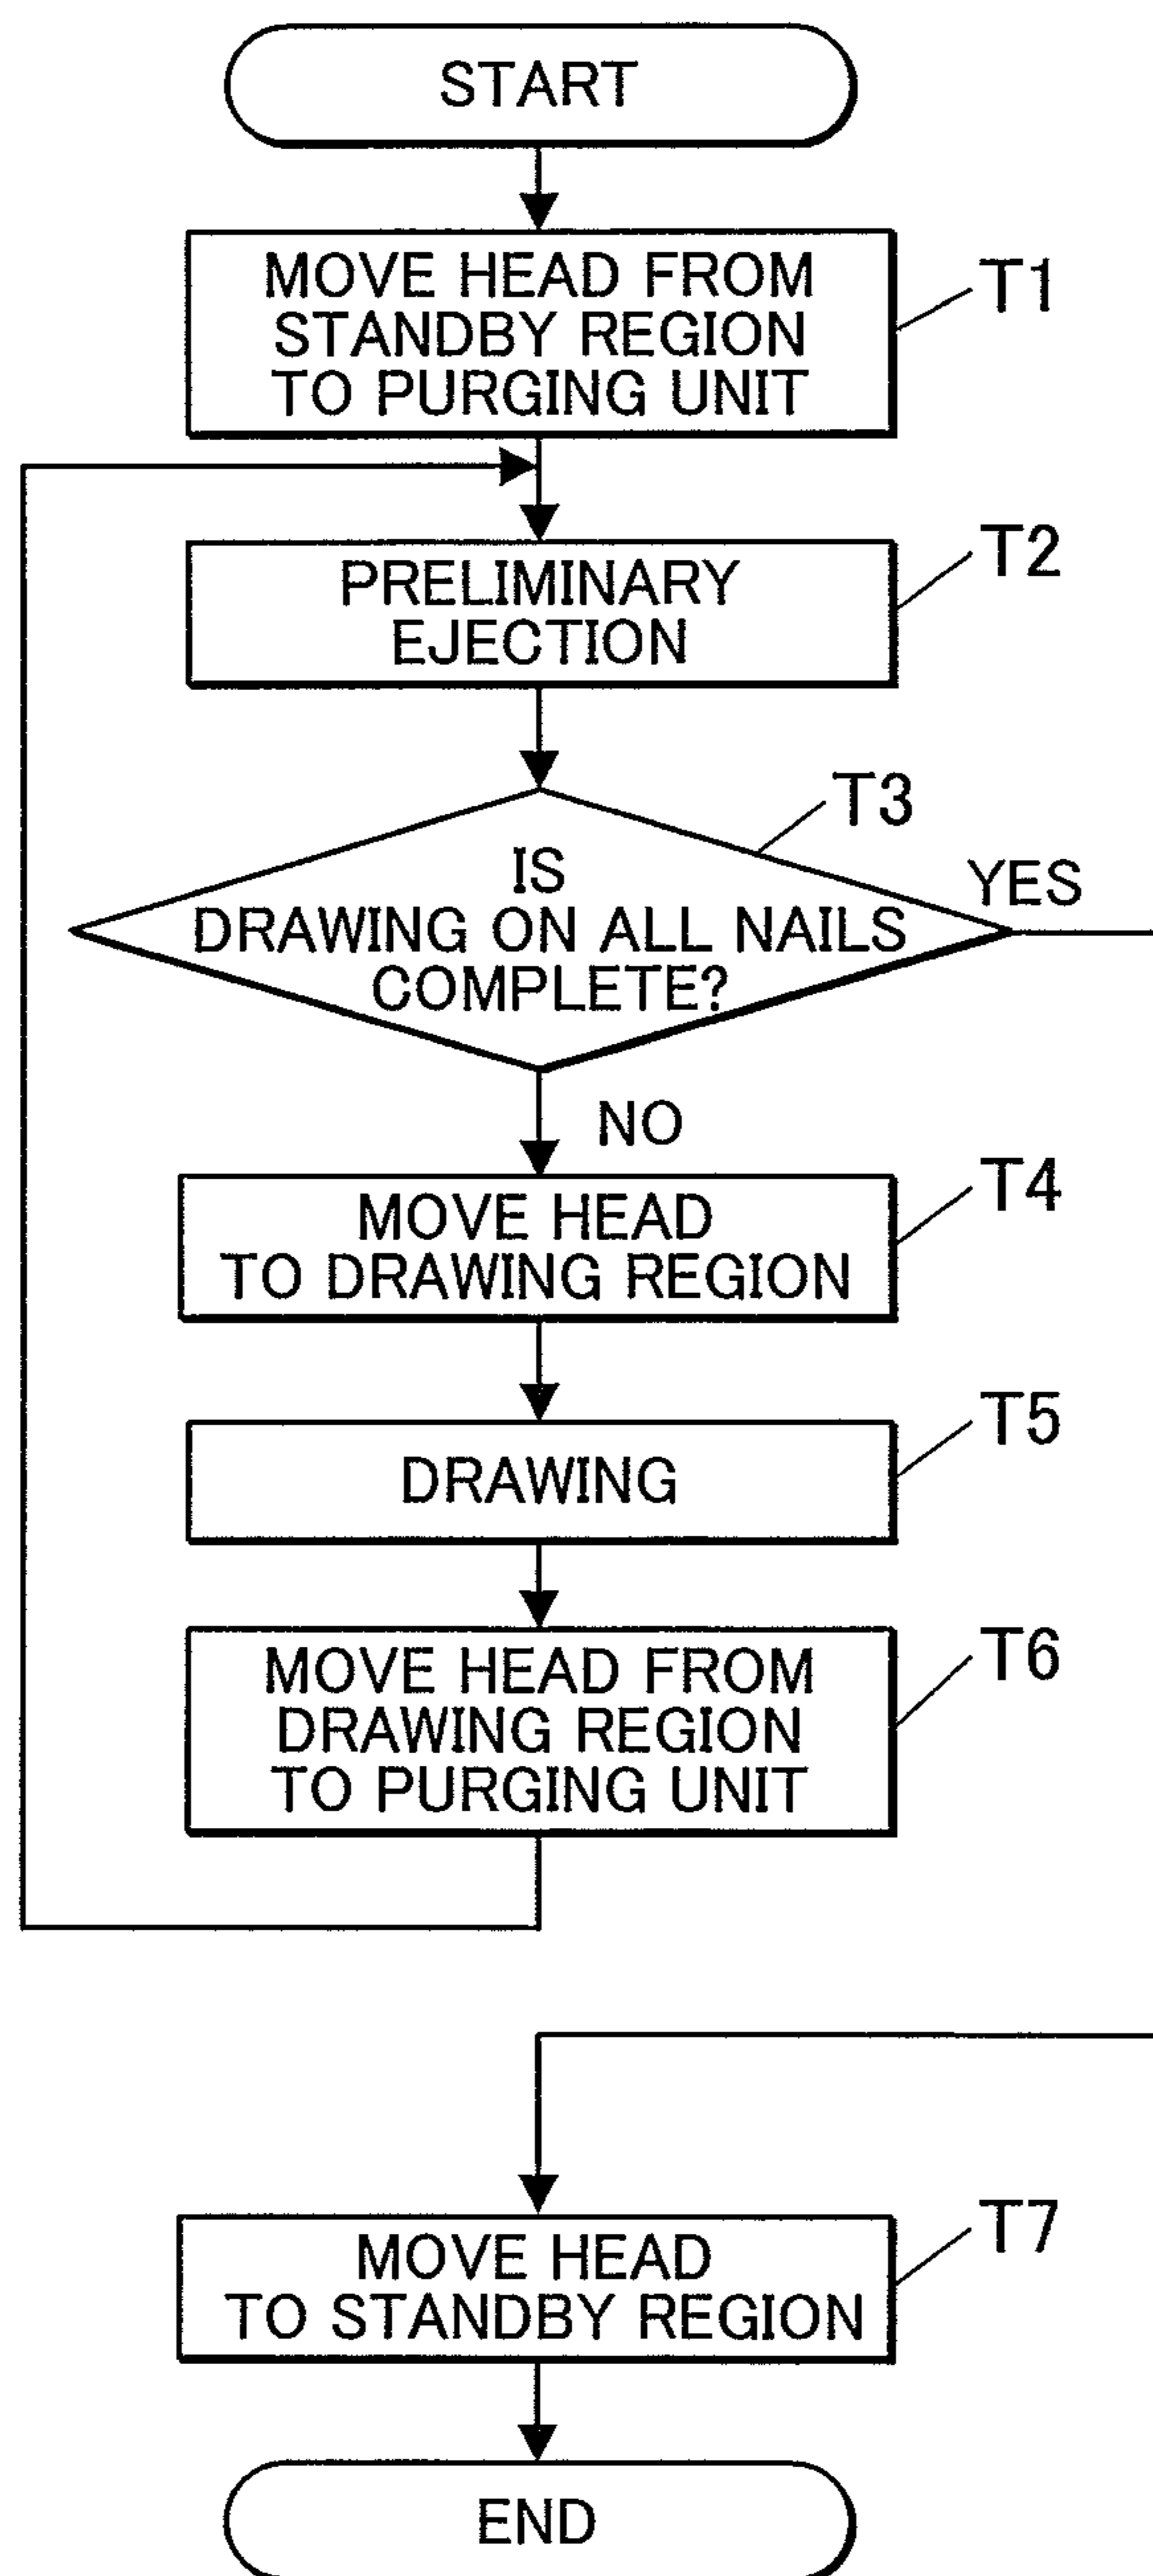 START
MOVE HEAD FROM
STANDBY REGION
TO PURGING UNIT
T1
PRELIMINARY
EJECTION
T2
IS
DRAWING ON ALL NAILS
COMPLETE?
T3
YES
NO
MOVE HEAD
TO DRAWING REGION
T4
DRAWING
T5
MOVE HEAD FROM
DRAWING REGION
TO PURGING UNIT
T6
MOVE HEAD
TO STANDBY REGION
T7
END